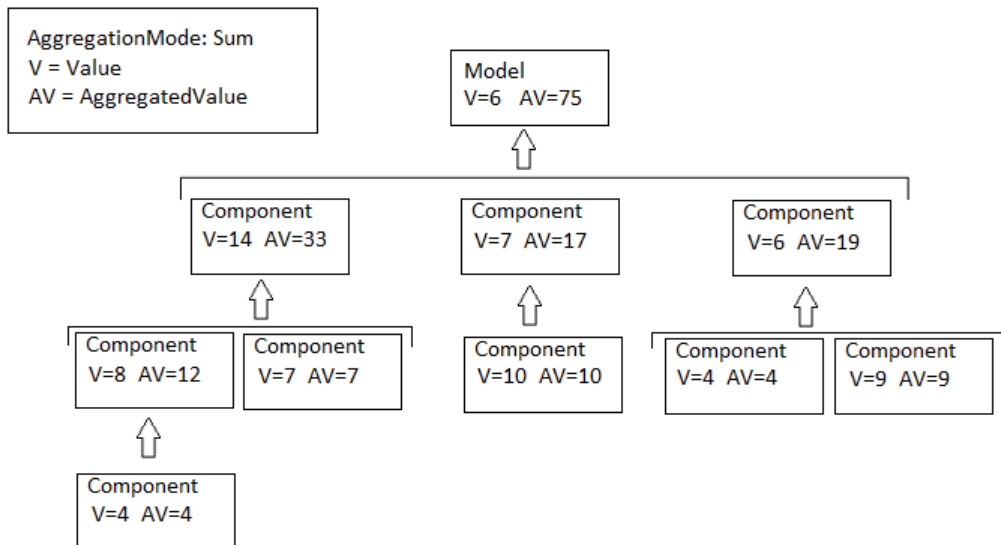 AggregationMode: Sum
V = Value
AV = AggregatedValue
Model
V=6 AV=75
Component
V=14 AV=33
Component
V=7 AV=17
Component
V=6 AV=19
Component
V=8 AV=12
Component
V=7 AV=7
Component
V=10 AV=10
Component
V=4 AV=4
Component
V=9 AV=9
Component
V=4 AV=4